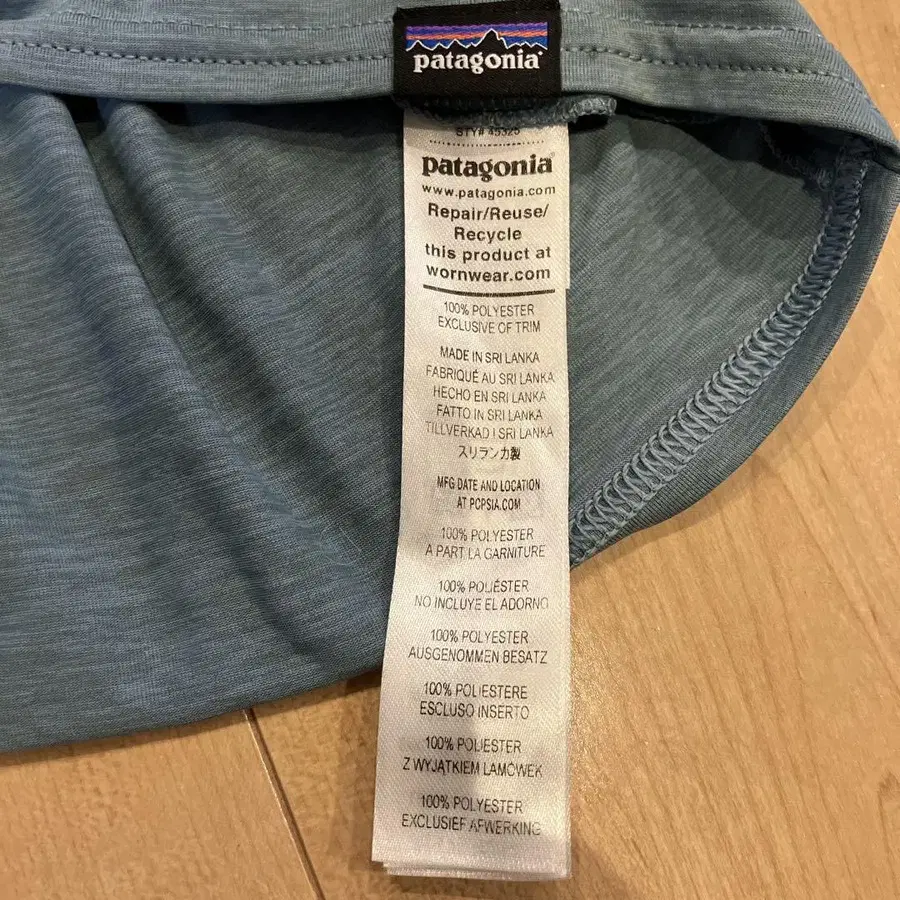 patagonia®
STY# 45325
patagonia®
www.patagonia.com
Repair/Reuse/
Recycle
this product at
wornwear.com
100% POLYESTER
EXCLUSIVE OF TRIM
MADE IN SRI LANKA
FABRIQUÉ AU SRI LANKA
HECHO EN SRI LANKA
FATTO IN SRI LANKA
TILLVERKAD I SRI LANKA
スリランカ製
MFG DATE AND LOCATION
AT PCPSIA.COM
100% POLYESTER
A PART LA GARNITURE
100% POLIÉSTER
NO INCLUYE EL ADORNO
100% POLYESTER
AUSGENOMMEN BESATZ
100% POLIESTERE
ESCLUSO INSERTO
100% POLIESTER
Z WYJĄTKIEM LAMÓWEK
100% POLYESTER
EXCLUSIEF AFWERKING